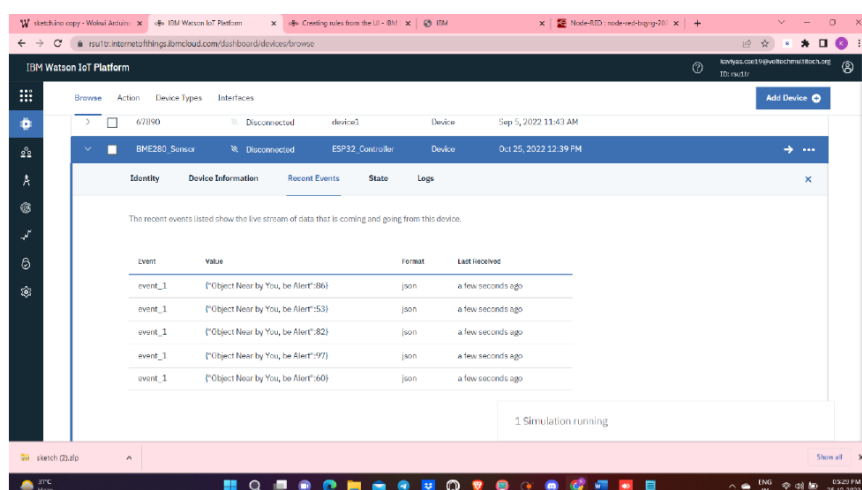 sketch.ino copy - Wokwi Arduino
IBM Watson IoT Platform
Creating rules from the UI - IBM
IBM
Node-RED : node-red-
rsu1tr.internetofthings.ibmcloud.com/dashboard/devices/browse
IBM Watson IoT Platform
ID: rsu1tr
Browse Action Device Types Interfaces
Add Device
67890 Disconnected device1 Device Sep 5, 2022 11:43 AM
BME280_Sensor Disconnected ESP32_Controller Device Oct 25, 2022 12:39 PM
Identity Device Information Recent Events State Logs
The recent events listed show the live stream of data that is coming and going from this device.
Event Value Format Last Received
event_1 {"Object Near by You, be Alert":86} json a few seconds ago
event_1 {"Object Near by You, be Alert":53} json a few seconds ago
event_1 {"Object Near by You, be Alert":82} json a few seconds ago
event_1 {"Object Near by You, be Alert":97} json a few seconds ago
event_1 {"Object Near by You, be Alert":60} json a few seconds ago
1 Simulation running
sketch (2).zip
Show all
31°C
ENG
05:29 PM